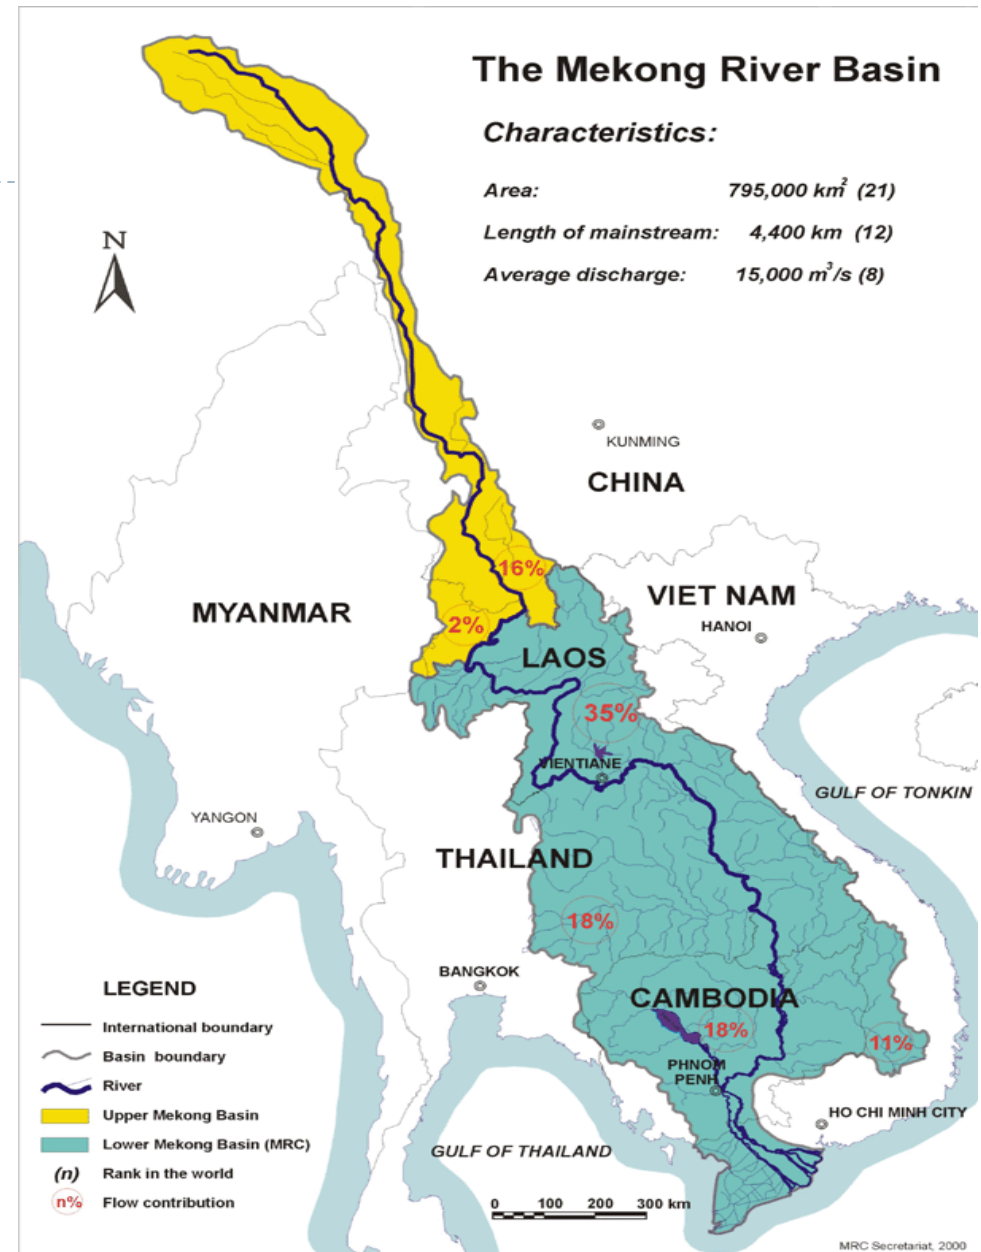 The Mekong River Basin
Characteristics:
Area: 795,000 km² (21)
Length of mainstream: 4,400 km (12)
Average discharge: 15,000 m³/s (8)
N
KUNMING
CHINA
16%
VIET NAM
MYANMAR
2%
HANOI
LAOS
35%
VIENTIANE
GULF OF TONKIN
YANGON
THAILAND
18%
BANGKOK
CAMBODIA
18%
11%
PHNOM
PENH
HO CHI MINH CITY
GULF OF THAILAND
LEGEND
International boundary
Basin boundary
River
Upper Mekong Basin
Lower Mekong Basin (MRC)
(n) Rank in the world
n% Flow contribution
0 100 200 300 km
MRC Secretariat, 2000